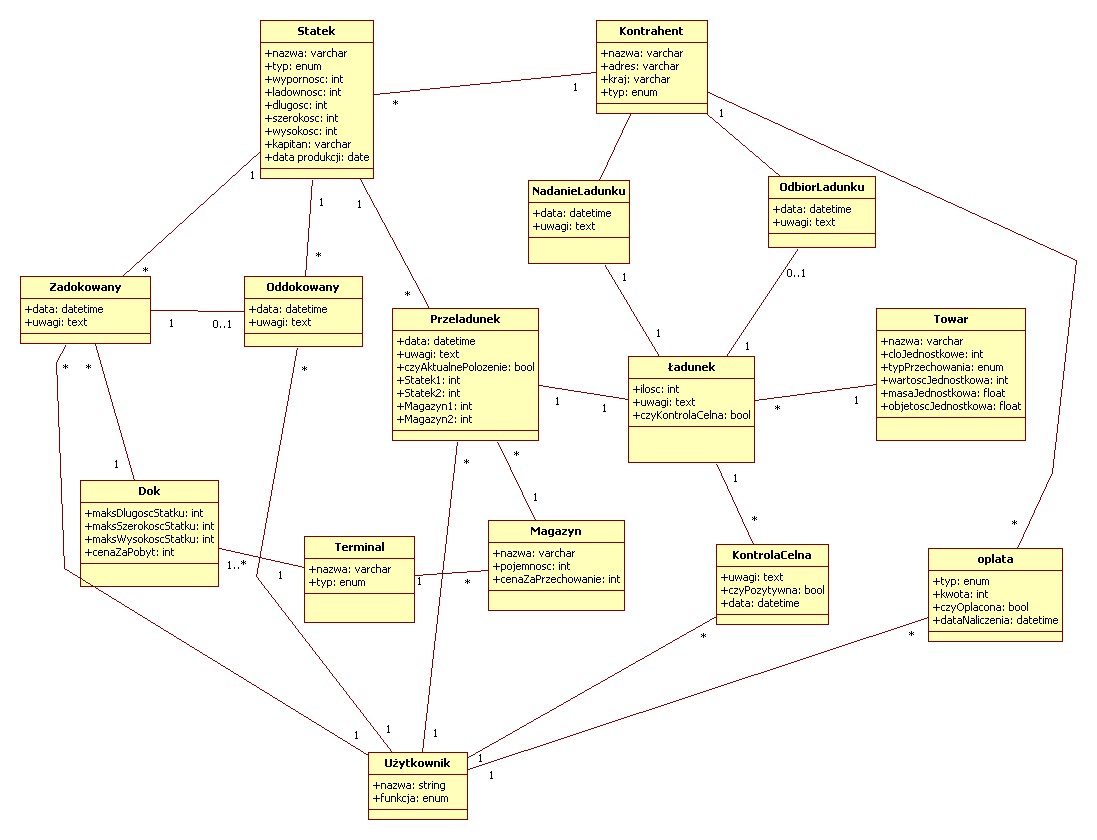 Statek
+nazwa: varchar
+typ: enum
+wypornosc: int
+ladownosc: int
+dlugosc: int
+szerokosc: int
+wysokosc: int
+kapitan: varchar
+data produkcji: date
Kontrahent
+nazwa: varchar
+adres: varchar
+kraj: varchar
+typ: enum
*
1
1
1
1
1
*
*
*
1
NadanieLadunku
+data: datetime
+uwagi: text
OdbiorLadunku
+data: datetime
+uwagi: text
1
0..1
1
1
Zadokowany
+data: datetime
+uwagi: text
1
0..1
Oddokowany
+data: datetime
+uwagi: text
Przeladunek
+data: datetime
+uwagi: text
+czyAktualnePolozenie: bool
+Statek1: int
+Statek2: int
+Magazyn1: int
+Magazyn2: int
1
1
Ładunek
+ilosc: int
+uwagi: text
+czyKontrolaCelna: bool
*
1
Towar
+nazwa: varchar
+cloJednostkowe: int
+typPrzechowania: enum
+wartoscJednostkowa: int
+masaJednostkowa: float
+objetoscJednostkowa: float
*
*
*
*
*
1
1
1
*
*
Dok
+maksDlugoscStatku: int
+maksSzerokoscStatku: int
+maksWysokoscStatku: int
+cenaZaPobyt: int
1..*
1
Terminal
+nazwa: varchar
+typ: enum
1
*
Magazyn
+nazwa: varchar
+pojemnosc: int
+cenaZaPrzechowanie: int
KontrolaCelna
+uwagi: text
+czyPozytywna: bool
+data: datetime
oplata
+typ: enum
+kwota: int
+czyOplacona: bool
+dataNaliczenia: datetime
*
*
1
1
1
1
1
Użytkownik
+nazwa: string
+funkcja: enum